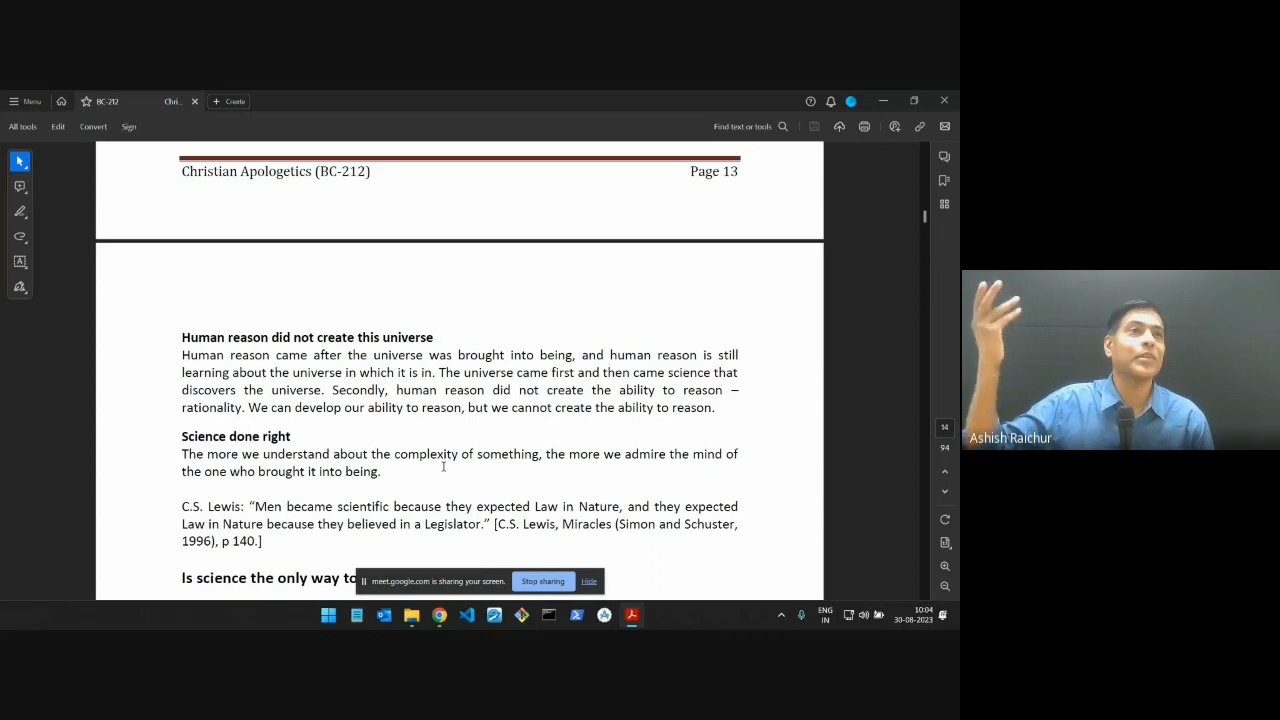 Menu
BC-212
Chri...
Create
All tools
Edit
Convert
Sign
Find text or tools
Christian Apologetics (BC-212)
Page 13
Human reason did not create this universe
Human reason came after the universe was brought into being, and human reason is still
learning about the universe in which it is in. The universe came first and then came science that
discovers the universe. Secondly, human reason did not create the ability to reason –
rationality. We can develop our ability to reason, but we cannot create the ability to reason.
Science done right
The more we understand about the complexity of something, the more we admire the mind of
the one who brought it into being.
C.S. Lewis: “Men became scientific because they expected Law in Nature, and they expected
Law in Nature because they believed in a Legislator.” [C.S. Lewis, Miracles (Simon and Schuster,
1996), p 140.]
Is science the only way to
meet.google.com is sharing your screen.
Stop sharing
Hide
14
94
Ashish Raichur
ENG
IN
10:04
30-08-2023